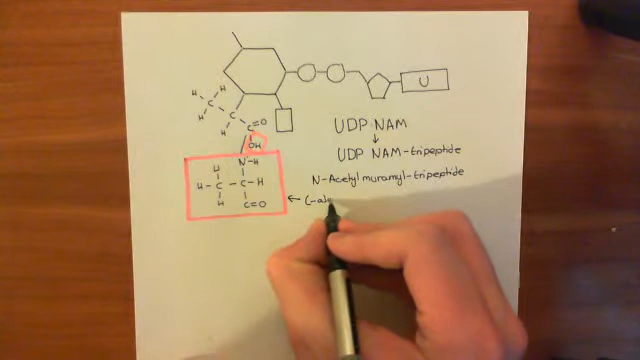 U
H
H
C
H
C
H
C=O
OH
UDP NAM
UDP NAM-tripeptide
N-Acetyl muramyl-tripeptide
N-H
H
H-C-C-H
H
C=O